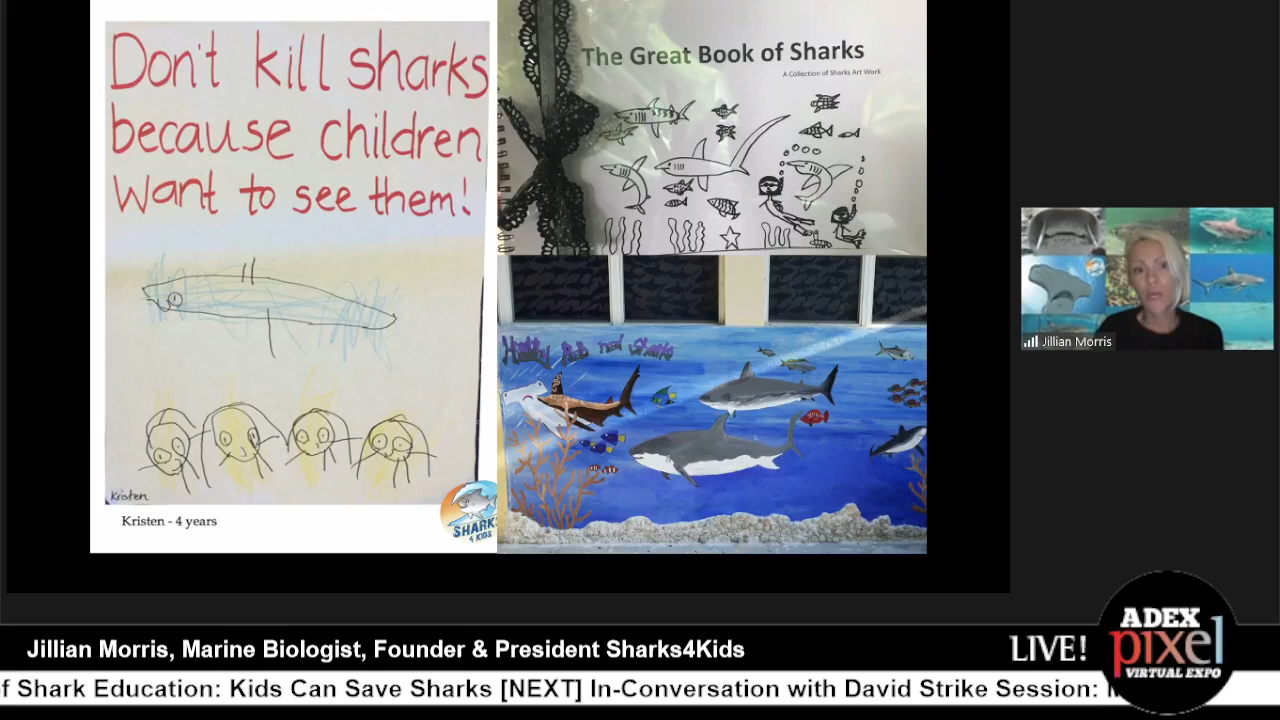 Don't kill sharks
because children
want to see them!
Kristen
Kristen - 4 years
SHARKS
4 KIDS
The Great Book of Sharks
A Collection of Sharks Art Work
Jillian Morris
Jillian Morris, Marine Biologist, Founder & President Sharks4Kids
LIVE!
ADEX
pixel
VIRTUAL EXPO
of Shark Education: Kids Can Save Sharks [NEXT] In-Conversation with David Strike Session: